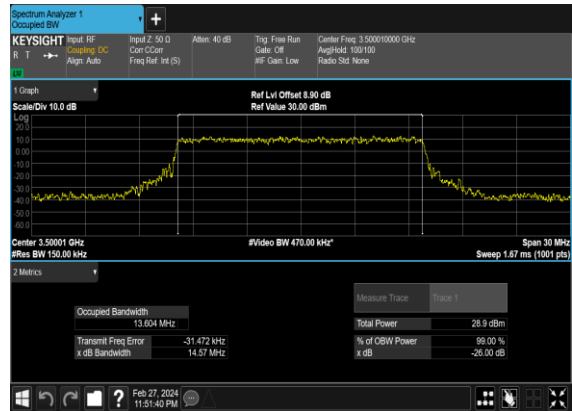 Spectrum Analyzer 1
Occupied BW
+
KEYSIGHT Input: RF Input Z: 50 Ω Atten: 40 dB Trig: Free Run Center Freq: 3.500010000 GHz
R T Coupling: DC Corr CCorr Gate: Off Avg|Hold: 100/100
Align: Auto Freq Ref: Int (S) #IF Gain: Low Radio Std: None
1 Graph
Ref Lvl Offset 8.90 dB
Scale/Div 10.0 dB Ref Value 30.00 dBm
Log
20.0
10.0
0.00
-10.0
-20.0
-30.0
-40.0
-50.0
-60.0
Center 3.50001 GHz #Video BW 470.00 kHz* Span 30 MHz
#Res BW 150.00 kHz Sweep 1.67 ms (1001 pts)
2 Metrics
Measure Trace Trace 1
Occupied Bandwidth
13.604 MHz Total Power 28.9 dBm
Transmit Freq Error -31.472 kHz % of OBW Power 99.00 %
x dB Bandwidth 14.57 MHz x dB -26.00 dB
? Feb 27, 2024
11:51:40 PM